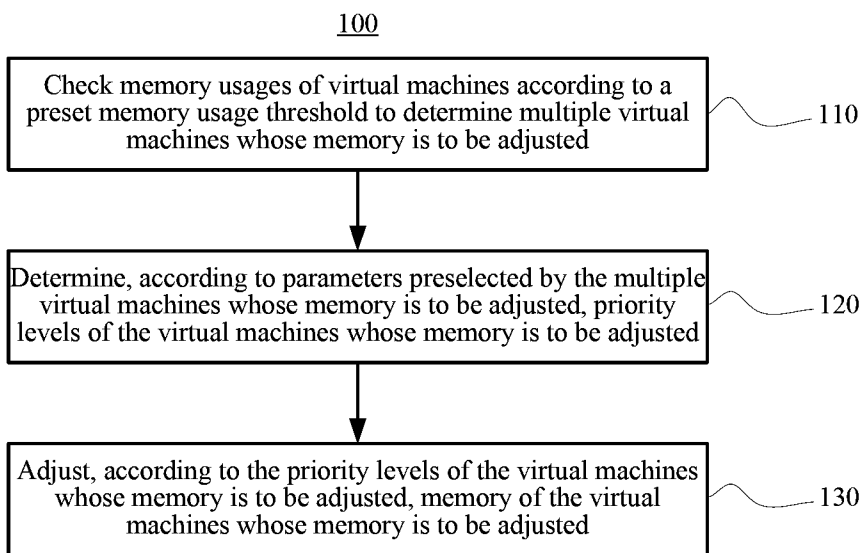 100
Check memory usages of virtual machines according to a
preset memory usage threshold to determine multiple virtual
machines whose memory is to be adjusted
110
Determine, according to parameters preselected by the multiple
virtual machines whose memory is to be adjusted, priority
levels of the virtual machines whose memory is to be adjusted
120
Adjust, according to the priority levels of the virtual machines
whose memory is to be adjusted, memory of the virtual
machines whose memory is to be adjusted
130